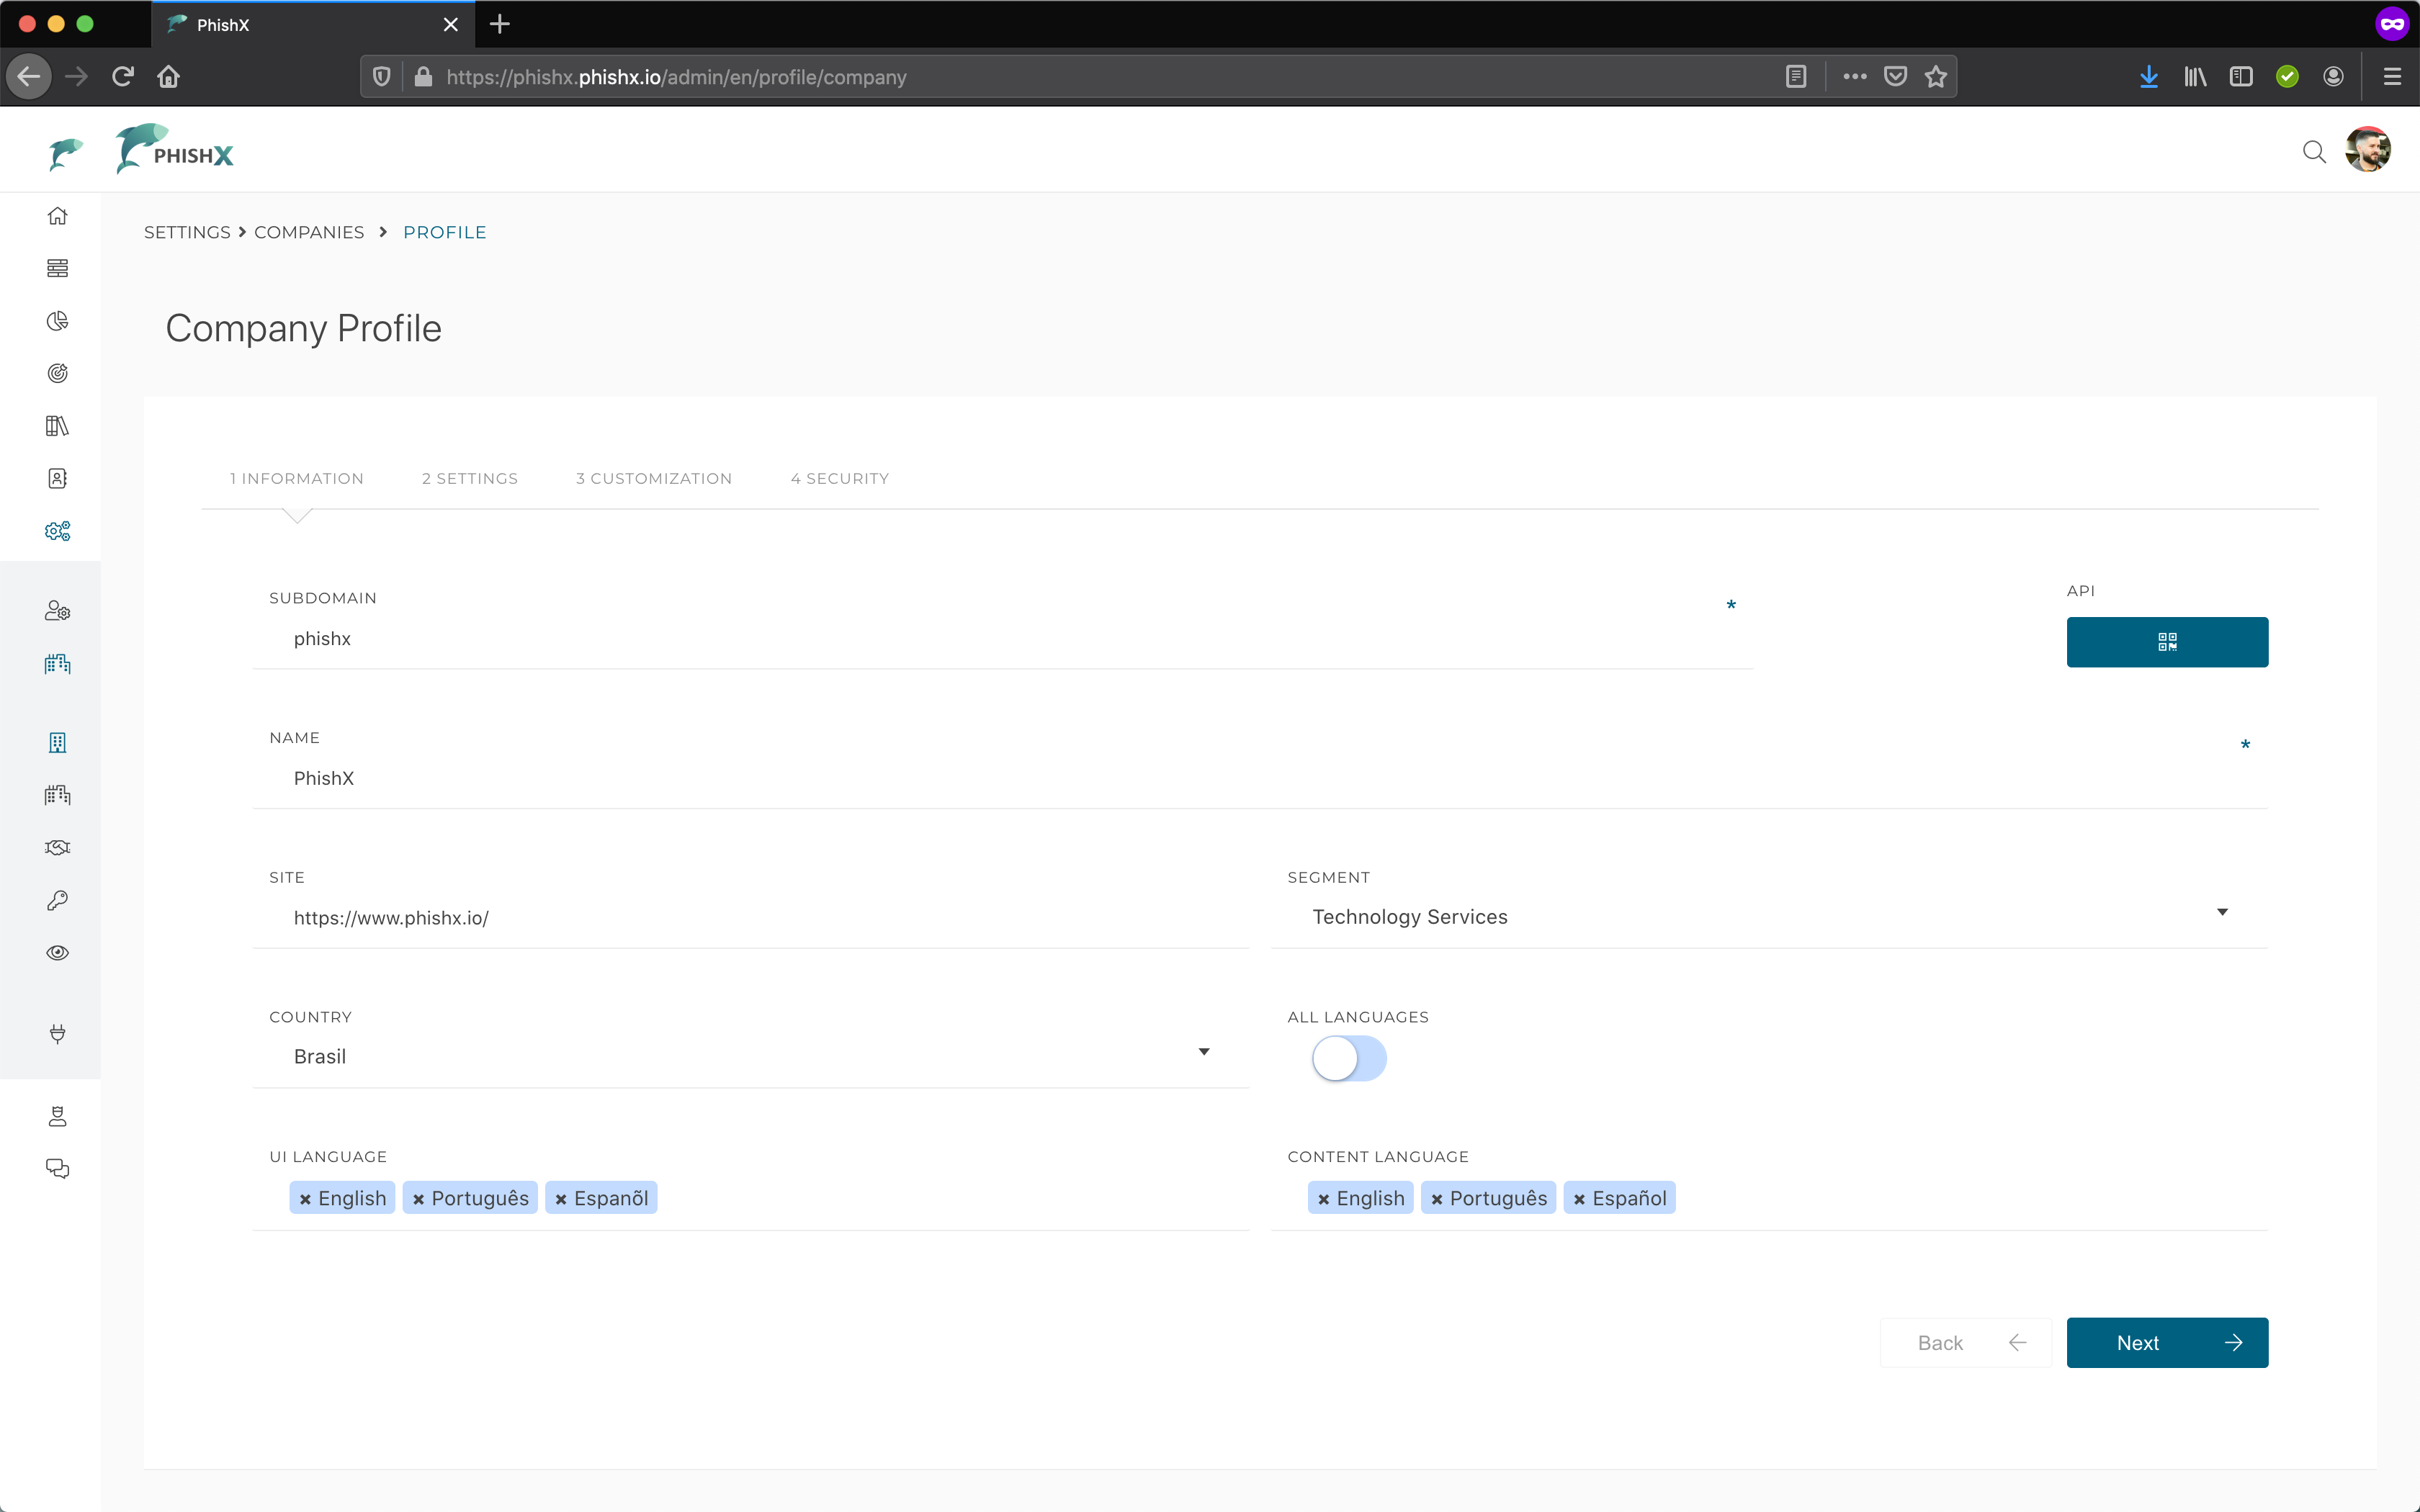 PhishX
https://phishx.phishx.io/admin/en/profile/company
PHISHX
SETTINGS COMPANIES PROFILE
Company Profile
1 INFORMATION 2 SETTINGS 3 CUSTOMIZATION 4 SECURITY
SUBDOMAIN * API
phishx
NAME *
PhishX
SITE SEGMENT
https://www.phishx.io/ Technology Services
COUNTRY ALL LANGUAGES
Brasil
UI LANGUAGE CONTENT LANGUAGE
× English × Português × Espanõl × English × Português × Español
Back Next